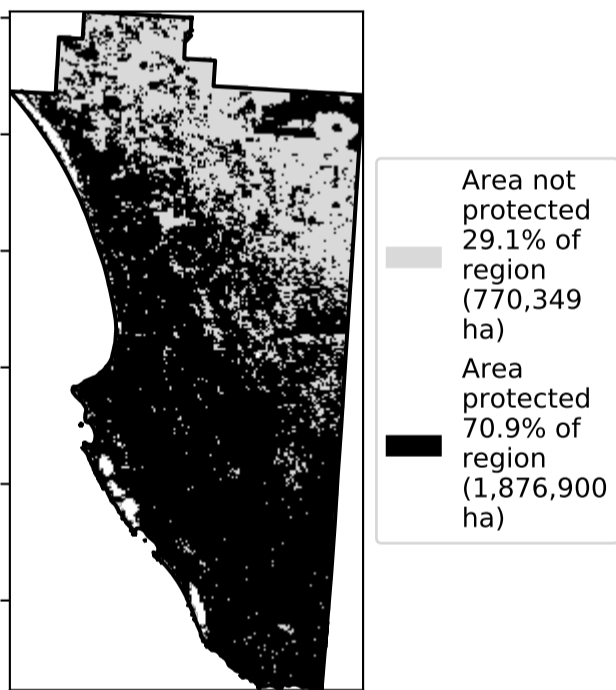 Area not
protected
29.1% of
region
(770,349
ha)
Area
protected
70.9% of
region
(1,876,900
ha)